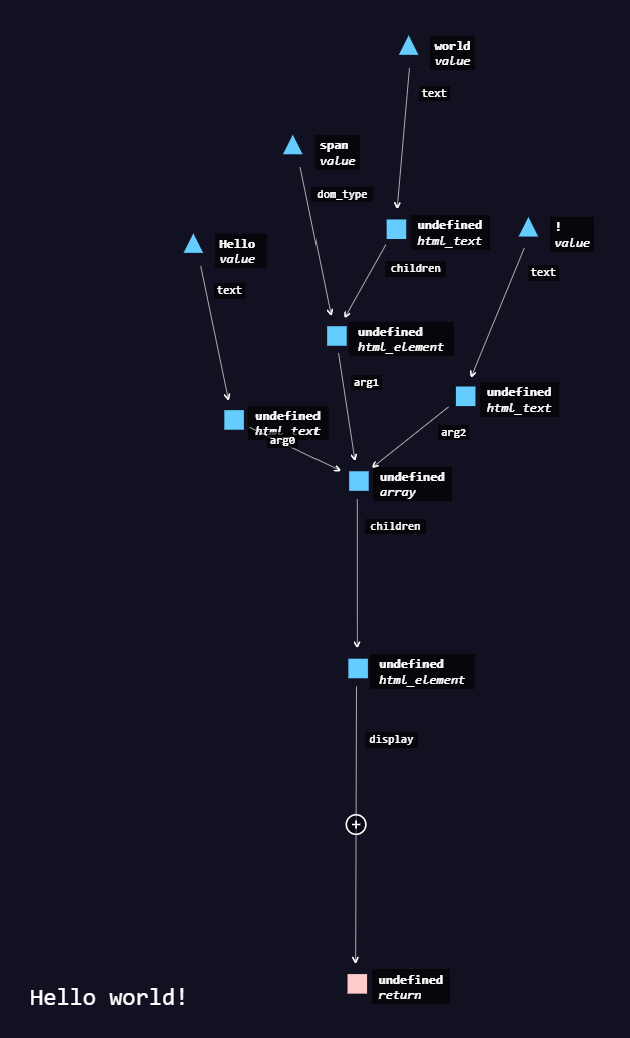 world
value
text
span
value
dom_type
undefined
html_text
!
value
Hello
value
children
text
text
undefined
html_element
arg1
undefined
html_text
undefined
html_text
arg0
arg2
undefined
array
children
undefined
html_element
display
undefined
return
Hello world!